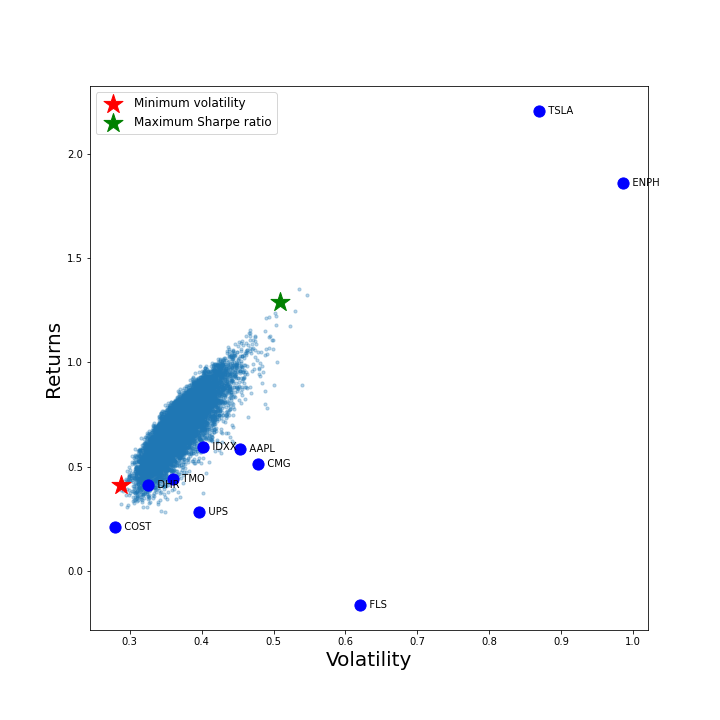 Minimum volatility
Maximum Sharpe ratio
TSLA
ENPH
2.0
1.5
1.0
0.5
0.0
Returns
IDXX
AAPL
CMG
TMO
DHR
UPS
COST
FLS
0.3 0.4 0.5 0.6 0.7 0.8 0.9 1.0
Volatility